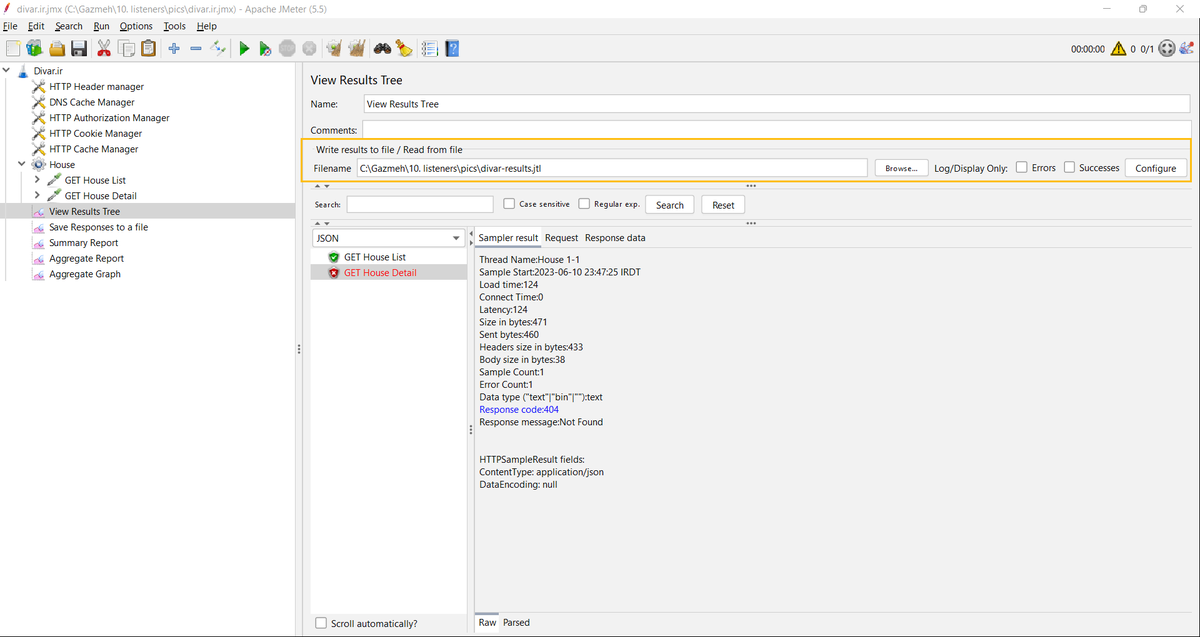 divar.ir.jmx (C:\Gazmeh\10. listeners\divar.ir.jmx) - Apache JMeter (5.5)
File Edit Search Run Options Tools Help
00:00:00 0 0/1
Divar.ir
HTTP Header manager
DNS Cache Manager
HTTP Authorization Manager
HTTP Cookie Manager
HTTP Cache Manager
House
GET House List
GET House Detail
View Results Tree
Save Responses to a file
Summary Report
Aggregate Report
Aggregate Graph
View Results Tree
Name: View Results Tree
Comments:
Write results to file / Read from file
Filename C:\Gazmeh\10. listeners\pics\divar-results.jtl Browse... Log/Display Only: Errors Successes Configure
Search: Case sensitive Regular exp. Search Reset
JSON
GET House List
GET House Detail
Scroll automatically?
Sampler result Request Response data
Thread Name:House 1-1
Sample Start:2023-06-10 23:47:25 IRDT
Load time:124
Connect Time:0
Latency:124
Size in bytes:471
Sent bytes:460
Headers size in bytes:433
Body size in bytes:38
Sample Count:1
Error Count:1
Data type ("text"|"bin"|""):text
Response code:404
Response message:Not Found
HTTPSampleResult fields:
ContentType: application/json
DataEncoding: null
Raw Parsed